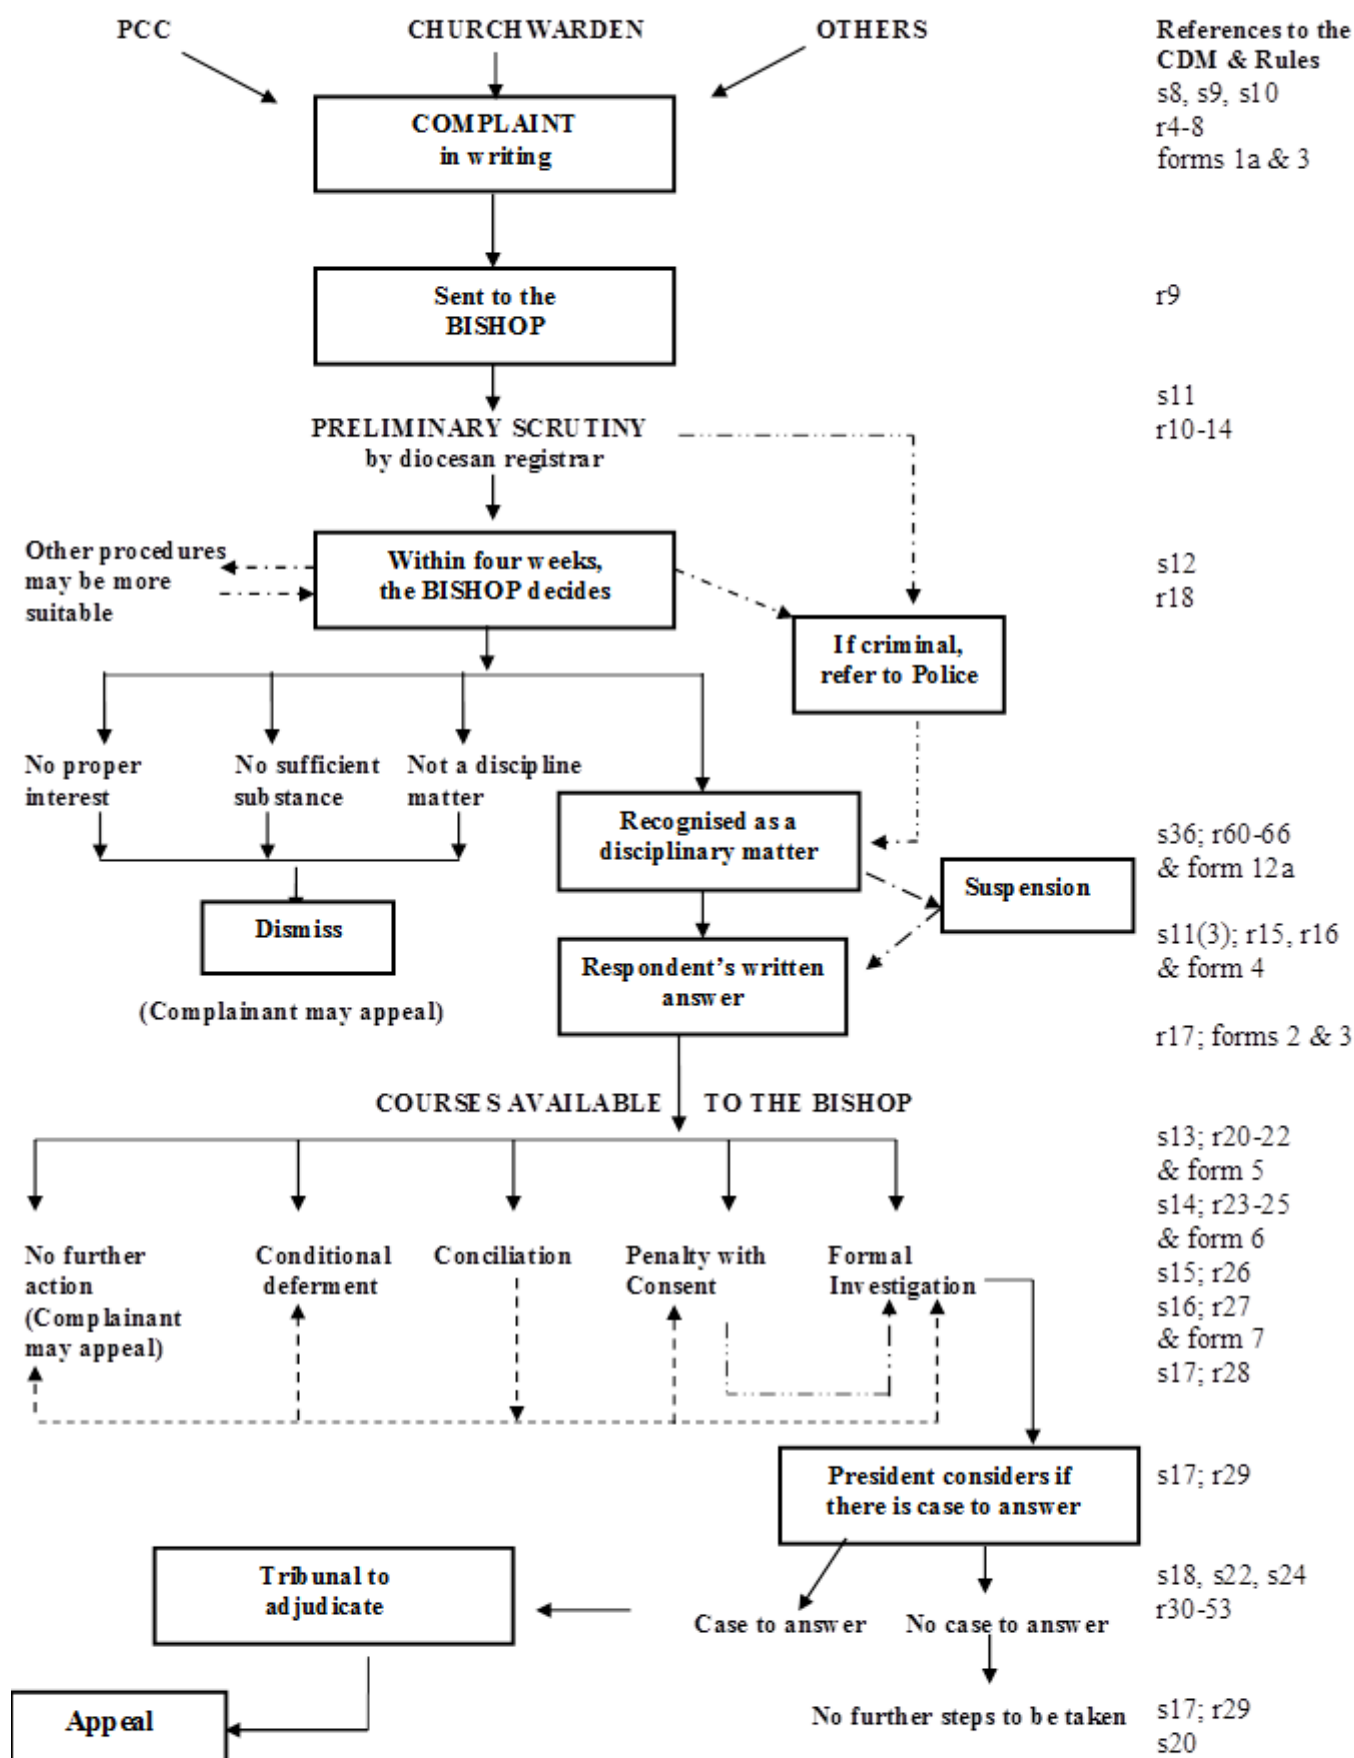 PCC
CHURCHWARDEN
OTHERS
References to the
CDM & Rules
s8, s9, s10
r4-8
forms 1a & 3
COMPLAINT
in writing
Sent to the
BISHOP
r9
s11
r10-14
PRELIMINARY SCRUTINY
by diocesan registrar
Other procedures
may be more
suitable
Within four weeks,
the BISHOP decides
s12
r18
If criminal,
refer to Police
No proper
interest
No sufficient
substance
Not a discipline
matter
Recognised as a
disciplinary matter
s36; r60-66
& form 12a
Suspension
Dismiss
(Complainant may appeal)
Respondent’s written
answer
s11(3); r15, r16
& form 4
r17; forms 2 & 3
COURSES AVAILABLE TO THE BISHOP
s13; r20-22
& form 5
s14; r23-25
& form 6
s15; r26
s16; r27
& form 7
s17; r28
No further
action
(Complainant
may appeal)
Conditional
deferment
Conciliation
Penalty with
Consent
Formal
Investigation
President considers if
there is case to answer
s17; r29
Tribunal to
adjudicate
Case to answer
No case to answer
s18, s22, s24
r30-53
Appeal
No further steps to be taken
s17; r29
s20